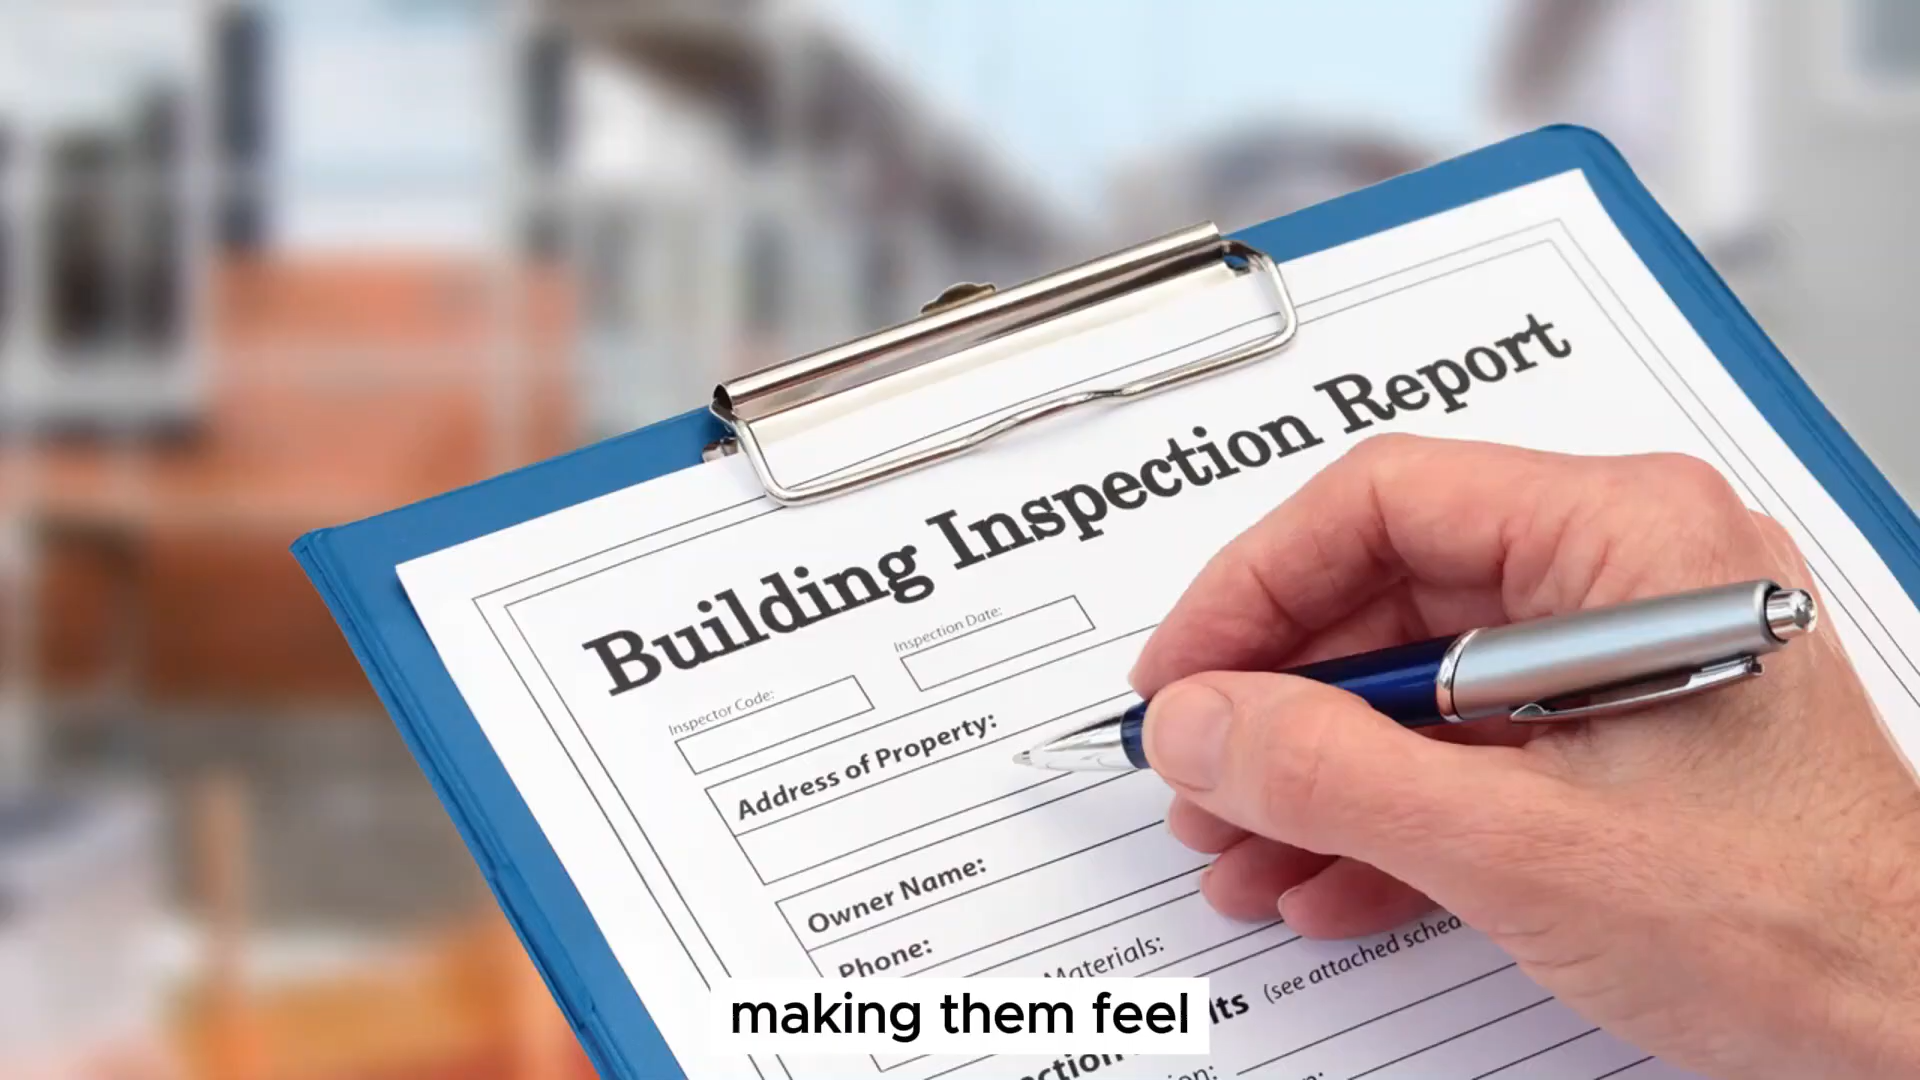 Building Inspection Report
Inspector Code:
Inspection Date:
Address of Property:
Owner Name:
Phone:
Materials:
(see attached
making them feel